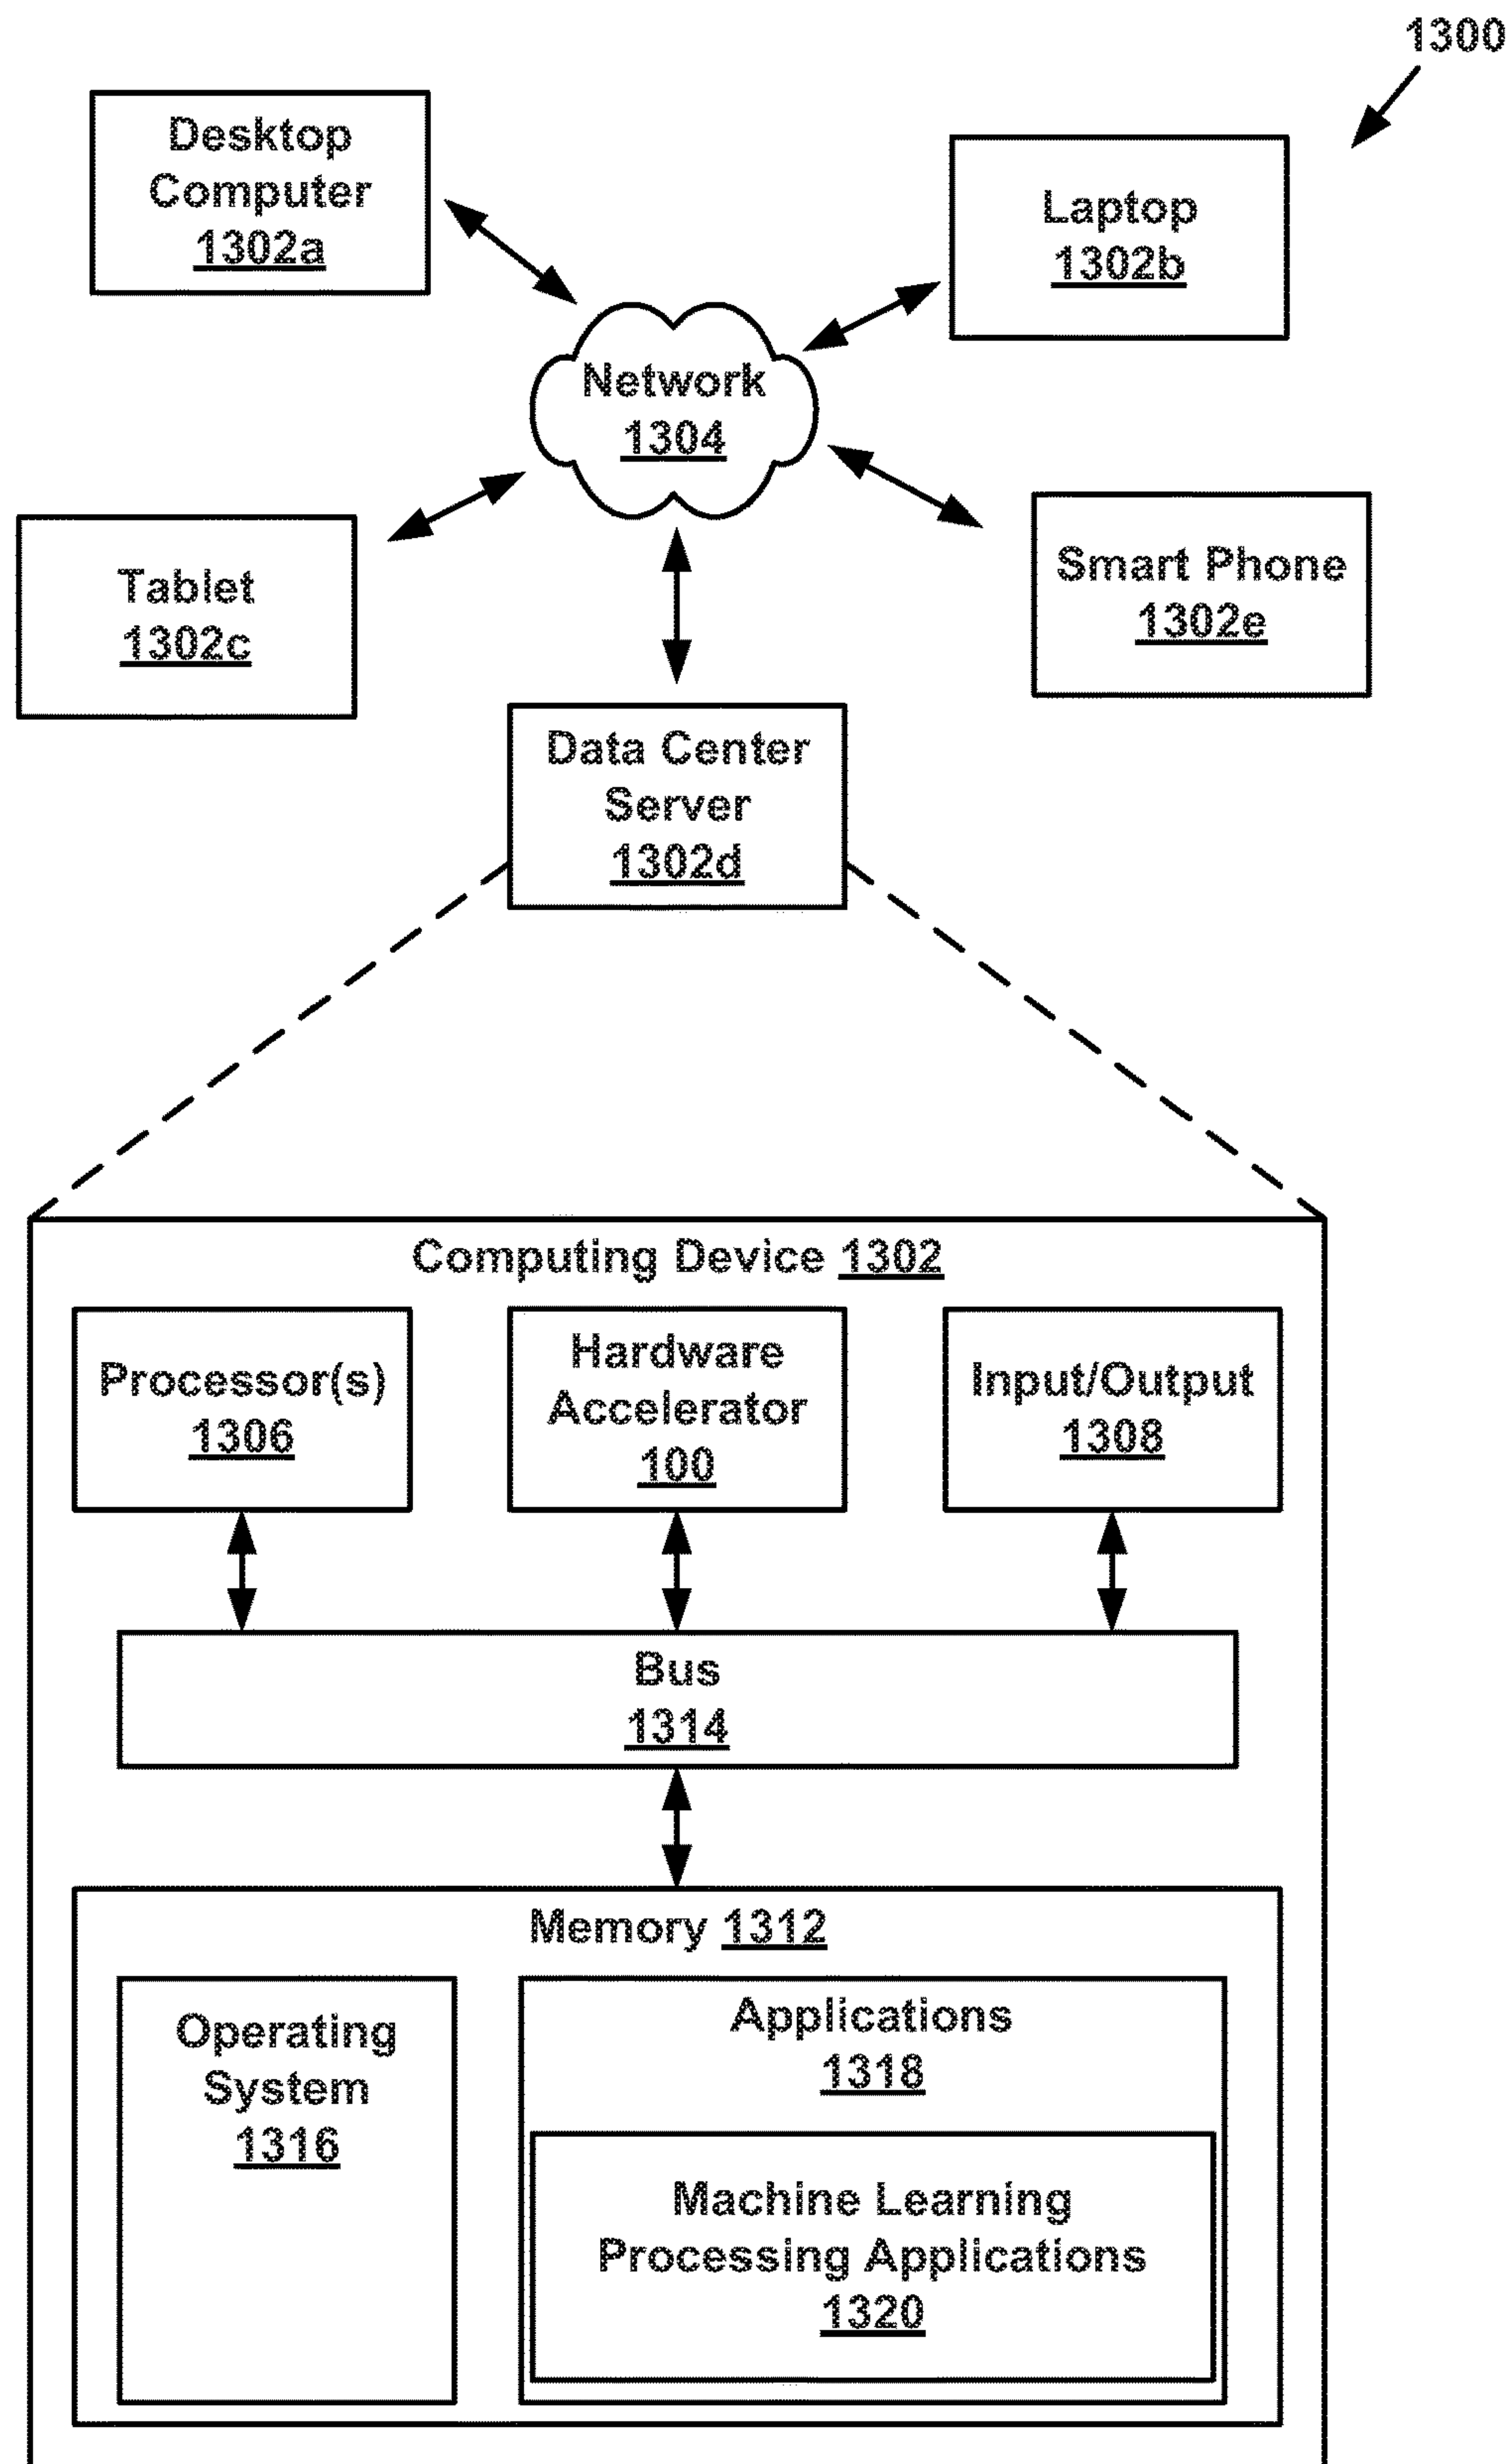 1300
Desktop
Computer
1302a
Laptop
1302b
Network
1304
Tablet
1302c
Smart Phone
1302e
Data Center
Server
1302d
Computing Device 1302
Processor(s)
1306
Hardware
Accelerator
100
Input/Output
1308
Bus
1314
Memory 1312
Operating
System
1316
Applications
1318
Machine Learning
Processing Applications
1320